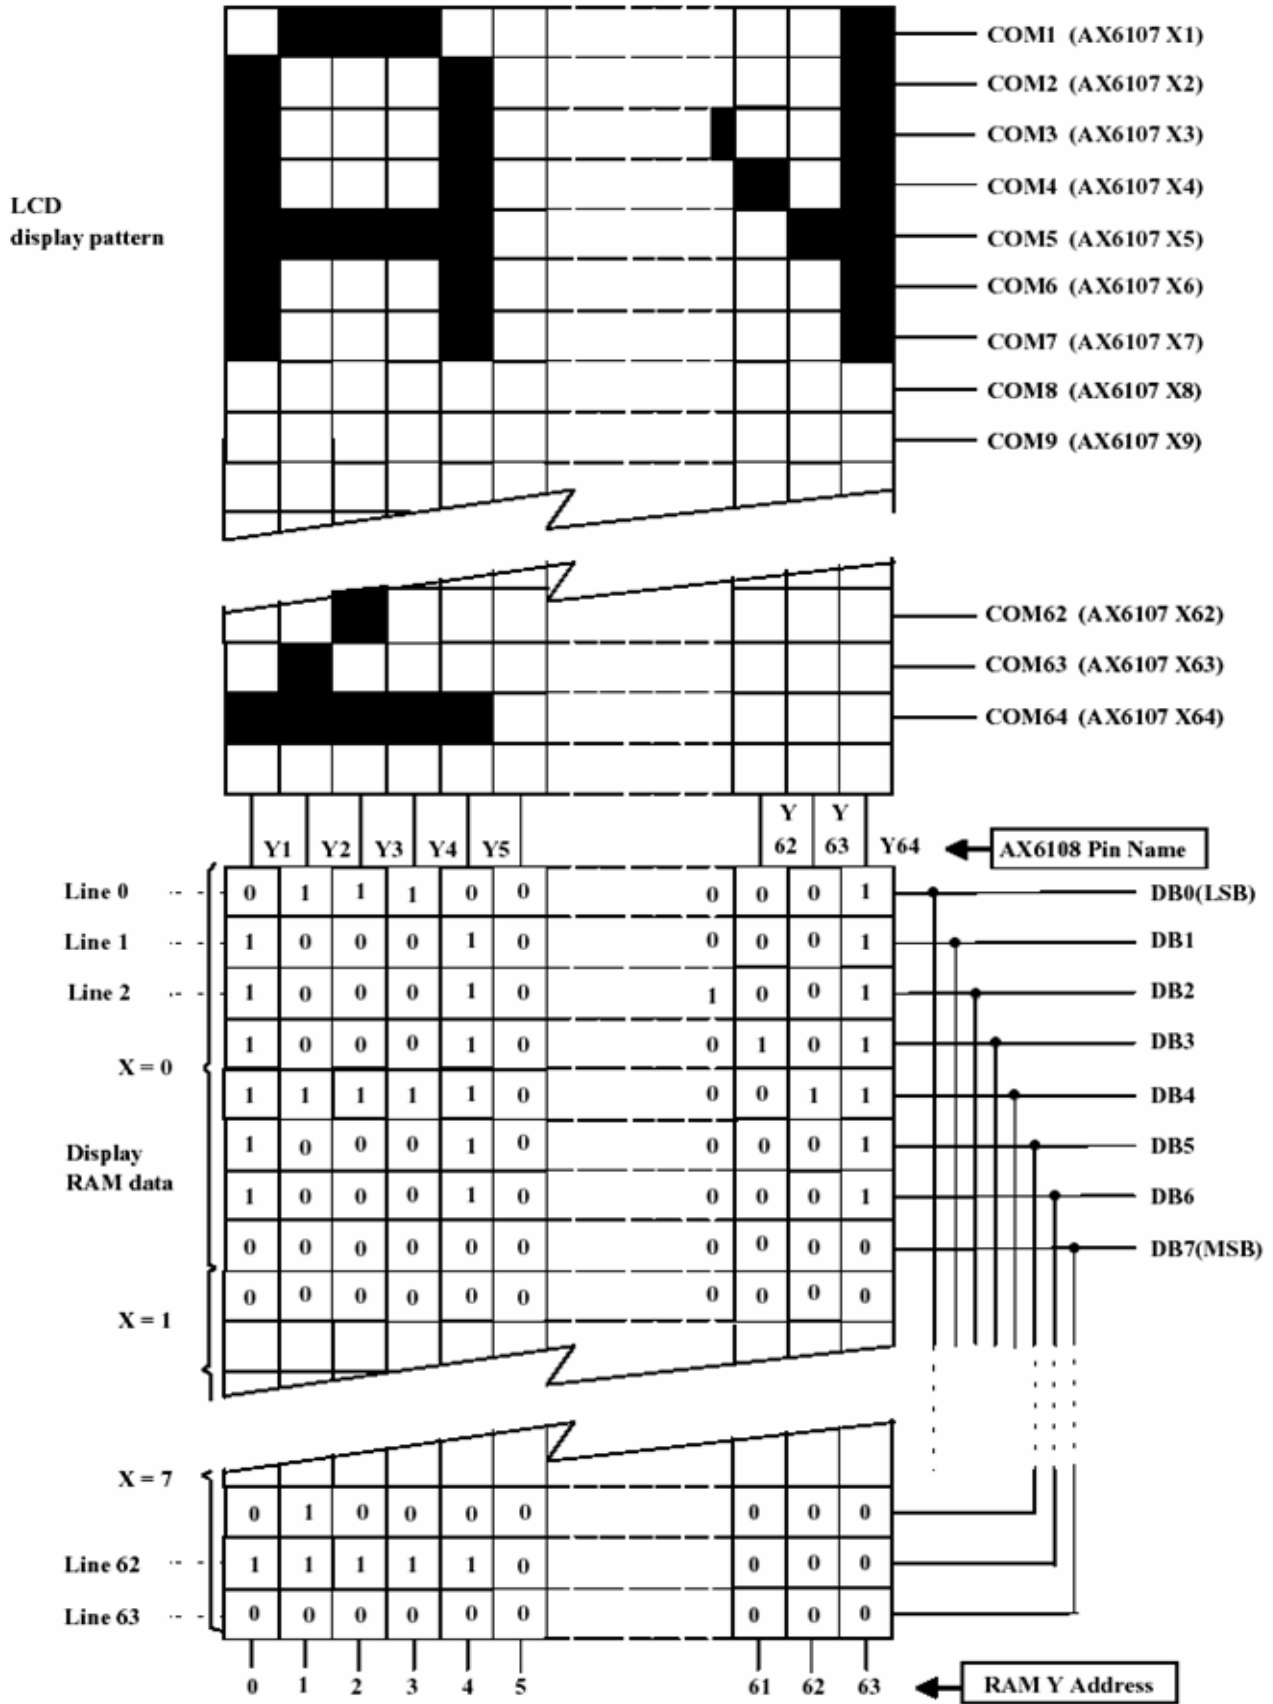 COM1 (AX6107 X1)
COM2 (AX6107 X2)
COM3 (AX6107 X3)
COM4 (AX6107 X4)
LCD
display pattern
COM5 (AX6107 X5)
COM6 (AX6107 X6)
COM7 (AX6107 X7)
COM8 (AX6107 X8)
COM9 (AX6107 X9)
COM62 (AX6107 X62)
COM63 (AX6107 X63)
COM64 (AX6107 X64)
Y1 Y2 Y3 Y4 Y5 Y 62 Y 63 Y64 AX6108 Pin Name
Line 0 0 1 1 1 0 0 0 0 0 1 DB0(LSB)
Line 1 1 0 0 0 1 0 0 0 0 1 DB1
Line 2 1 0 0 0 1 0 1 0 0 1 DB2
1 0 0 0 1 0 0 1 0 1 DB3
X = 0
1 1 1 1 1 0 0 0 1 1 DB4
Display
RAM data
1 0 0 0 1 0 0 0 0 1 DB5
1 0 0 0 1 0 0 0 0 1 DB6
0 0 0 0 0 0 0 0 0 0 DB7(MSB)
0 0 0 0 0 0 0 0 0 0
X = 1
X = 7
0 1 0 0 0 0 0 0 0
Line 62 1 1 1 1 1 0 0 0 0
Line 63 0 0 0 0 0 0 0 0 0
0 1 2 3 4 5 61 62 63 RAM Y Address